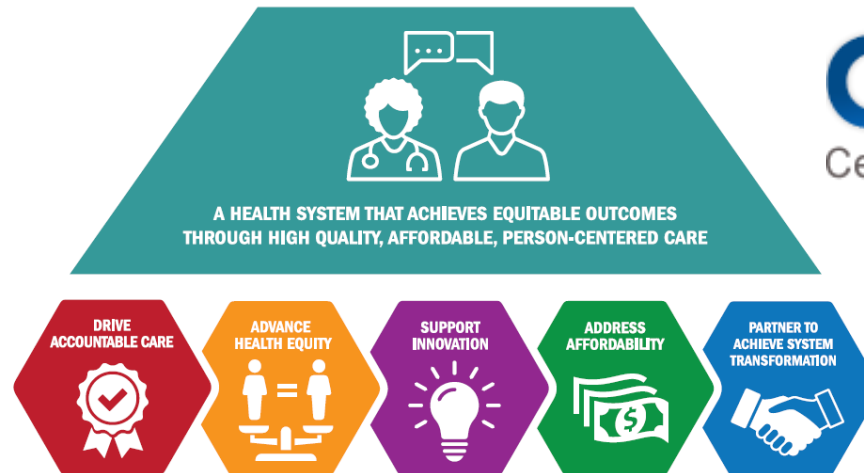 A HEALTH SYSTEM THAT ACHIEVES EQUITABLE OUTCOMES
THROUGH HIGH QUALITY, AFFORDABLE, PERSON-CENTERED CARE
DRIVE
ACCOUNTABLE CARE
ADVANCE
HEALTH EQUITY
SUPPORT
INNOVATION
ADDRESS
AFFORDABILITY
PARTNER TO
ACHIEVE SYSTEM
TRANSFORMATION